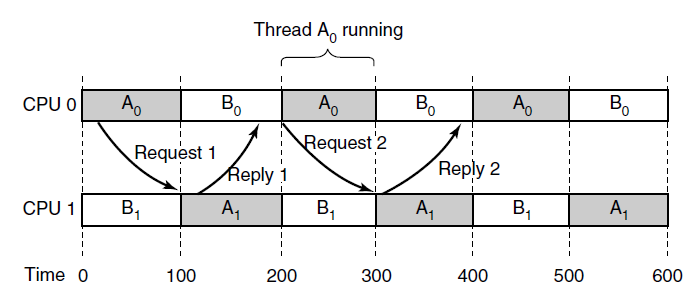 Thread A0 running
CPU 0 A0 B0 A0 B0 A0 B0
Request 1 Reply 1 Request 2 Reply 2
CPU 1 B1 A1 B1 A1 B1 A1
Time 0 100 200 300 400 500 600